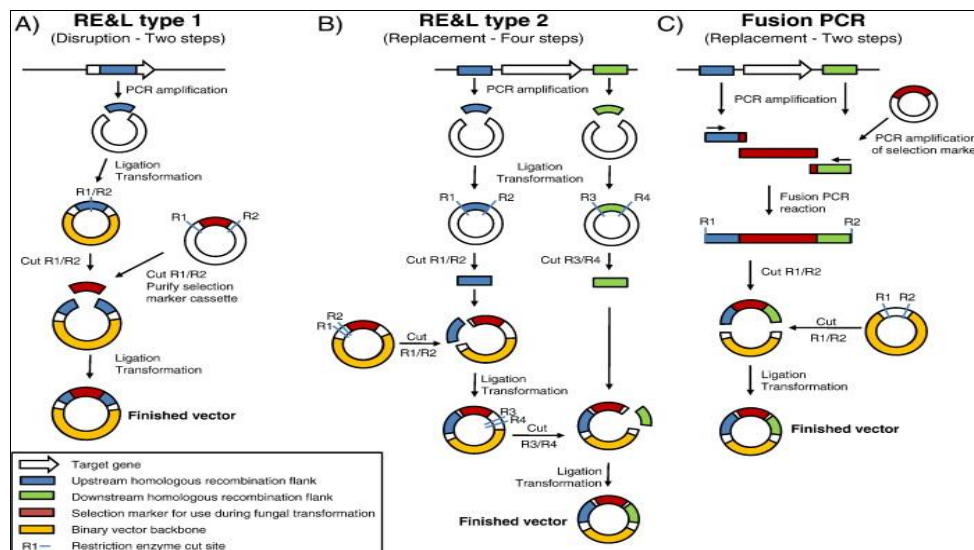 A) RE&L type 1
(Disruption - Two steps)
PCR amplification
Ligation
Transformation
R1/R2
R1
R2
Cut R1/R2
Cut R1/R2
Purify selection
marker cassette
Ligation
Transformation
Finished vector
B) RE&L type 2
(Replacement - Four steps)
PCR amplification
Ligation
Transformation
R1
R2
R3
R4
Cut R1/R2
Cut R3/R4
R2
R1
Cut
R1/R2
Ligation
Transformation
R3
R4
Cut
R3/R4
Ligation
Transformation
Finished vector
C) Fusion PCR
(Replacement - Two steps)
PCR amplification
PCR amplification
of selection marke
Fusion PCR
reaction
R1
R2
Cut R1/R2
R1
R2
Cut
R1/R2
Ligation
Transformation
Finished vector
Target gene
Upstream homologous recombination flank
Downstream homologous recombination flank
Selection marker for use during fungal transformation
Binary vector backbone
R1 Restriction enzyme cut site